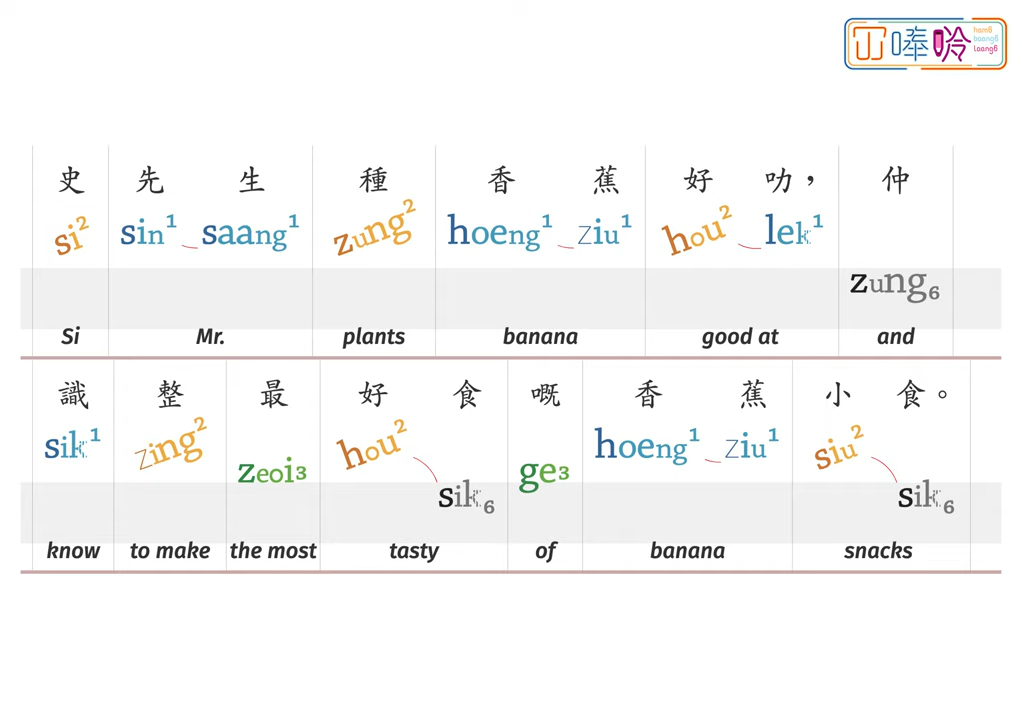 冚唪唥
ham6
baang6
laang6
史 先 生 種 香 蕉 好 叻， 仲
si2 sin1 saang1 zung2 hoeng1 ziu1 hou2 lek1 zung6
Si Mr. plants banana good at and
識 整 最 好 食 嘅 香 蕉 小 食。
sik1 zing2 zeoi3 hou2 sik6 ge3 hoeng1 ziu1 siu2 sik6
know to make the most tasty of banana snacks